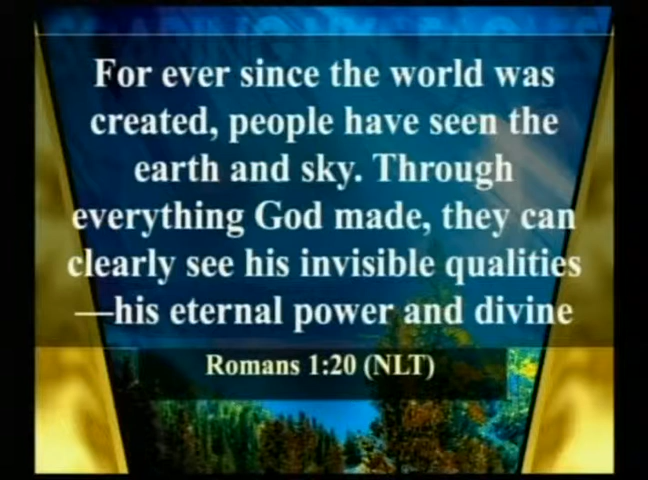 For ever since the world was
created, people have seen the
earth and sky. Through
everything God made, they can
clearly see his invisible qualities
—his eternal power and divine
Romans 1:20 (NLT)